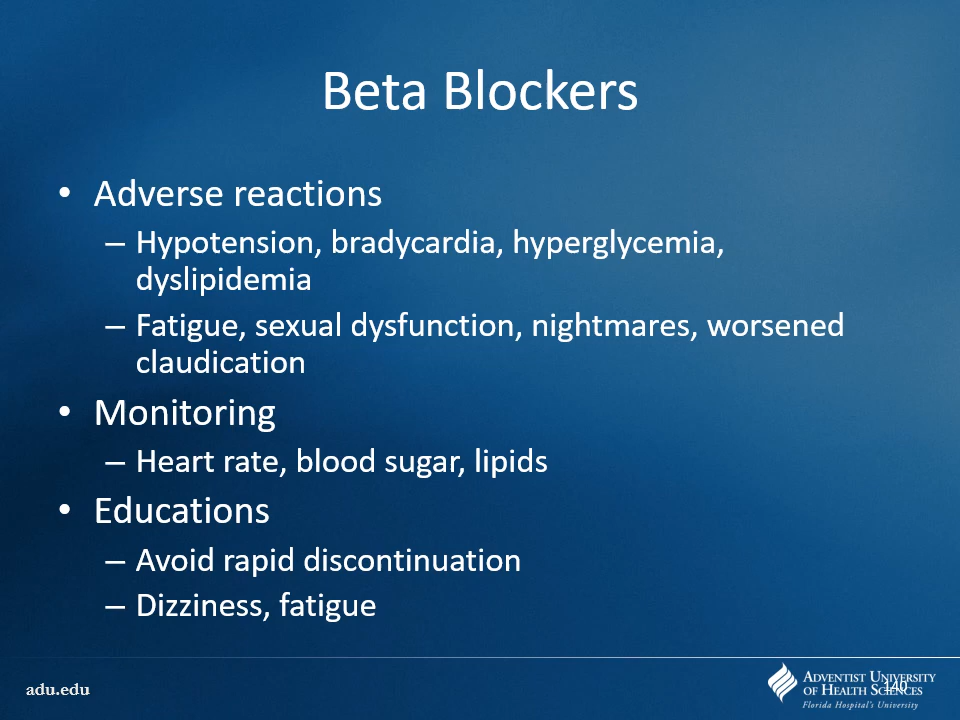 Beta Blockers
• Adverse reactions
– Hypotension, bradycardia, hyperglycemia,
dyslipidemia
– Fatigue, sexual dysfunction, nightmares, worsened
claudication
• Monitoring
– Heart rate, blood sugar, lipids
• Educations
– Avoid rapid discontinuation
– Dizziness, fatigue
adu.edu
ADVENTIST UNIVERSITY
OF HEALTH SCIENCES
140
Florida Hospital's University